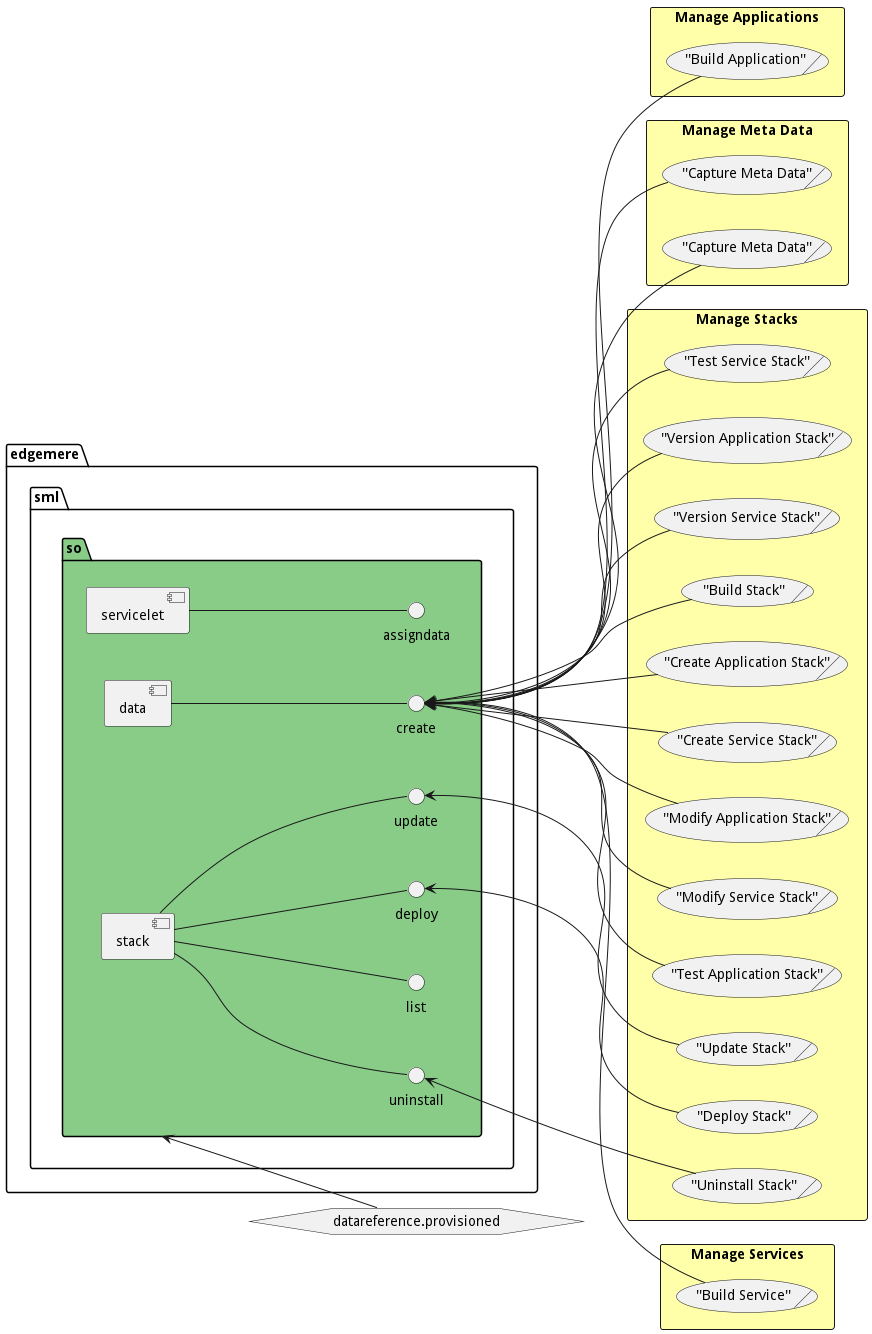 Manage Applications
"Build Application"
Manage Meta Data
"Capture Meta Data"
"Capture Meta Data"
Manage Stacks
"Test Service Stack"
"Version Application Stack"
"Version Service Stack"
"Build Stack"
"Create Application Stack"
"Create Service Stack"
"Modify Application Stack"
"Modify Service Stack"
"Test Application Stack"
"Update Stack"
"Deploy Stack"
"Uninstall Stack"
Manage Services
"Build Service"
edgemere
sml
so
servicelet
assigndata
data
create
update
stack
deploy
list
uninstall
datareference.provisioned